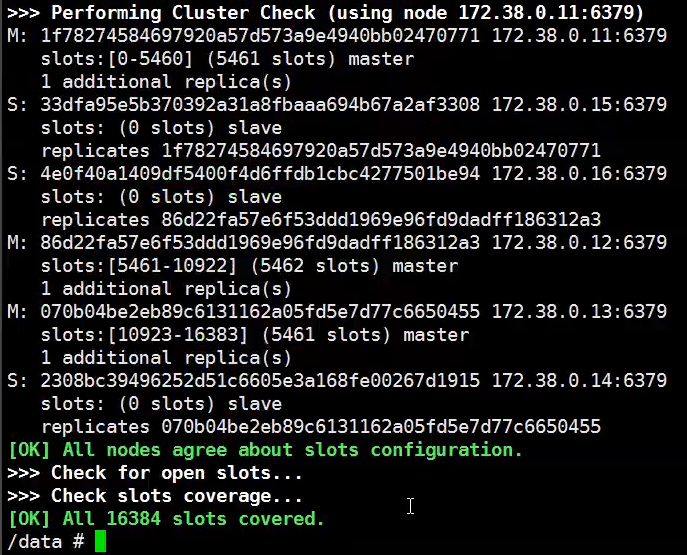 >>> Performing Cluster Check (using node 172.38.0.11:6379)
M: 1f78274584697920a57d573a9e4940bb02470771 172.38.0.11:6379
slots:[0-5460] (5461 slots) master
1 additional replica(s)
S: 33dfa95e5b370392a31a8fbaaa694b67a2af3308 172.38.0.15:6379
slots: (0 slots) slave
replicates 1f78274584697920a57d573a9e4940bb02470771
S: 4e0f40a1409df5400f4d6ffdb1cbc4277501be94 172.38.0.16:6379
slots: (0 slots) slave
replicates 86d22fa57e6f53ddd1969e96fd9dadff186312a3
M: 86d22fa57e6f53ddd1969e96fd9dadff186312a3 172.38.0.12:6379
slots:[5461-10922] (5462 slots) master
1 additional replica(s)
M: 070b04be2eb89c6131162a05fd5e7d77c6650455 172.38.0.13:6379
slots:[10923-16383] (5461 slots) master
1 additional replica(s)
S: 2308bc39496252d51c6605e3a168fe00267d1915 172.38.0.14:6379
slots: (0 slots) slave
replicates 070b04be2eb89c6131162a05fd5e7d77c6650455
[OK] All nodes agree about slots configuration.
>>> Check for open slots...
>>> Check slots coverage...
[OK] All 16384 slots covered.
/data #